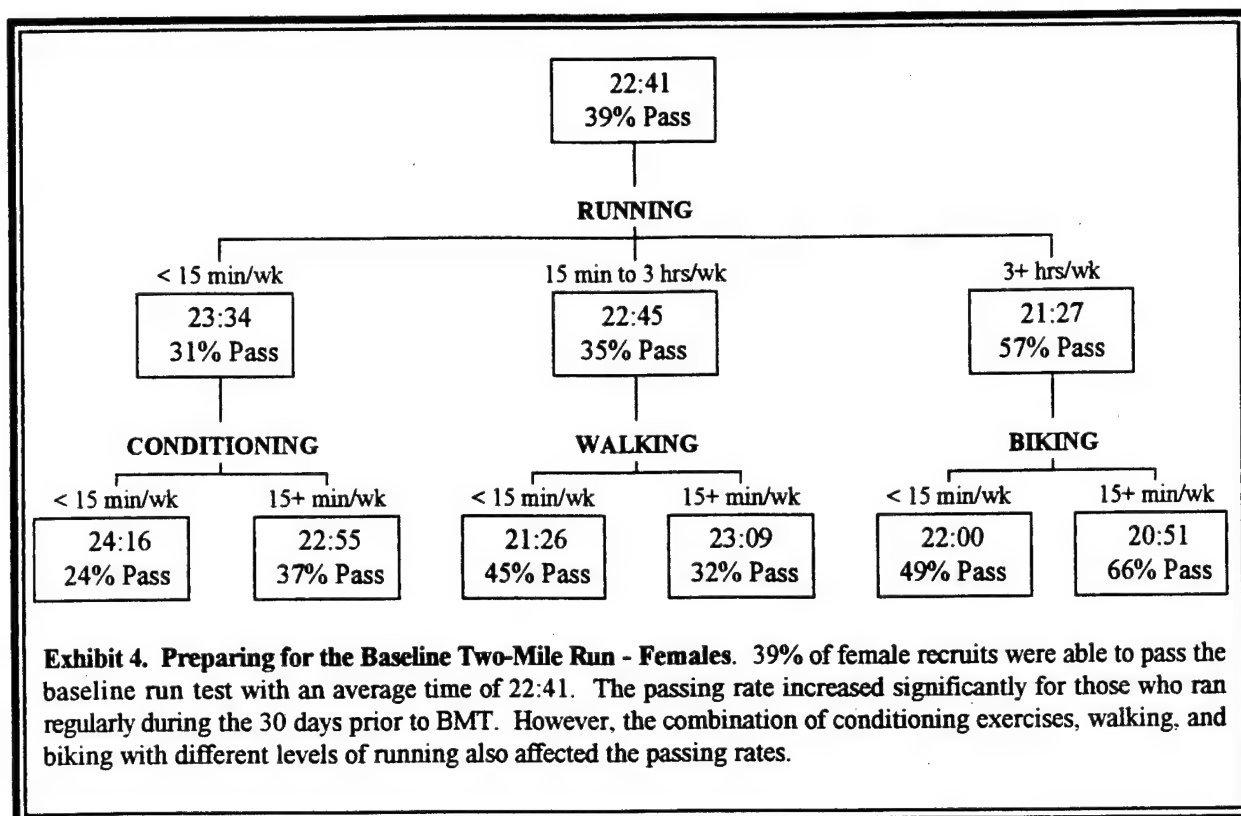 22:41
39% Pass
RUNNING
< 15 min/wk
15 min to 3 hrs/wk
3+ hrs/wk
23:34
31% Pass
22:45
35% Pass
21:27
57% Pass
CONDITIONING
WALKING
BIKING
< 15 min/wk
15+ min/wk
< 15 min/wk
15+ min/wk
< 15 min/wk
15+ min/wk
24:16
24% Pass
22:55
37% Pass
21:26
45% Pass
23:09
32% Pass
22:00
49% Pass
20:51
66% Pass
Exhibit 4. Preparing for the Baseline Two-Mile Run - Females. 39% of female recruits were able to pass the
baseline run test with an average time of 22:41. The passing rate increased significantly for those who ran
regularly during the 30 days prior to BMT. However, the combination of conditioning exercises, walking, and
biking with different levels of running also affected the passing rates.